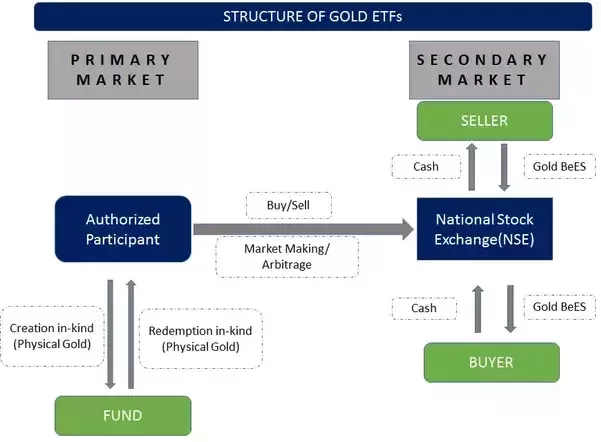 STRUCTURE OF GOLD ETFs
PRIMARY
MARKET
SECONDARY
MARKET
SELLER
Cash
Gold BeES
Authorized
Participant
Buy/Sell
Market Making/
Arbitrage
National Stock
Exchange(NSE)
Creation in-kind
(Physical Gold)
Redemption in-kind
(Physical Gold)
Cash
Gold BeES
BUYER
FUND